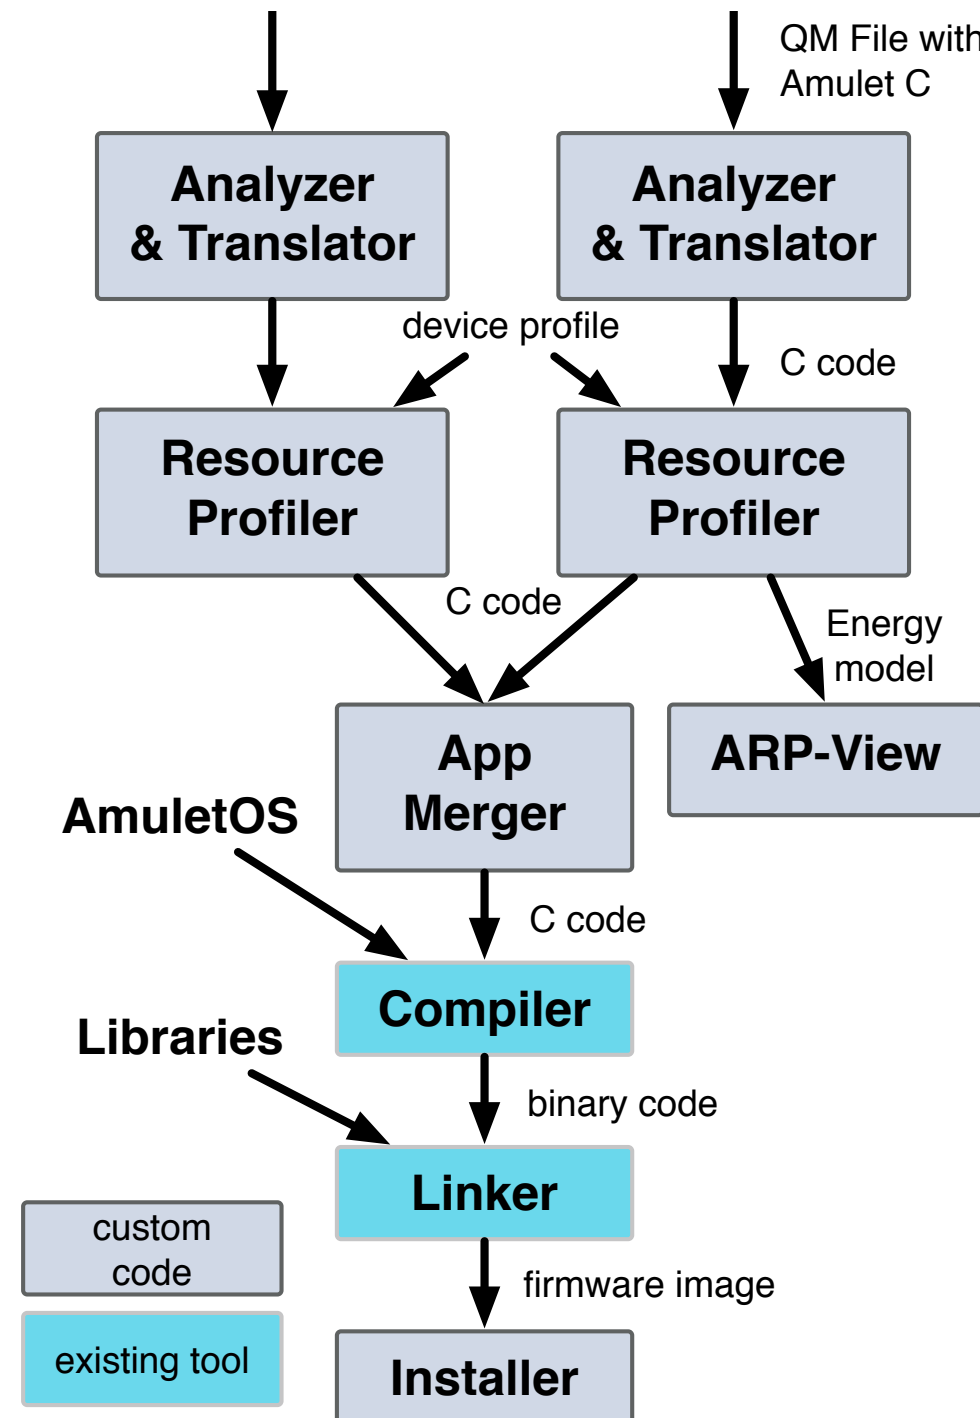 QM File with
Amulet C
Analyzer
& Translator
Analyzer
& Translator
device profile
C code
Resource
Profiler
Resource
Profiler
C code
Energy
model
App
Merger
ARP-View
AmuletOS
C code
Compiler
Libraries
binary code
Linker
custom
code
firmware image
existing tool
Installer